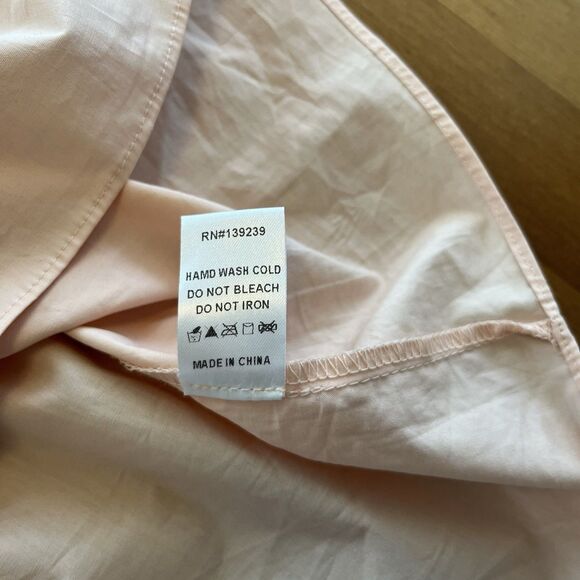 RN#139239
HAMD WASH COLD
DO NOT BLEACH
DO NOT IRON
MADE IN CHINA